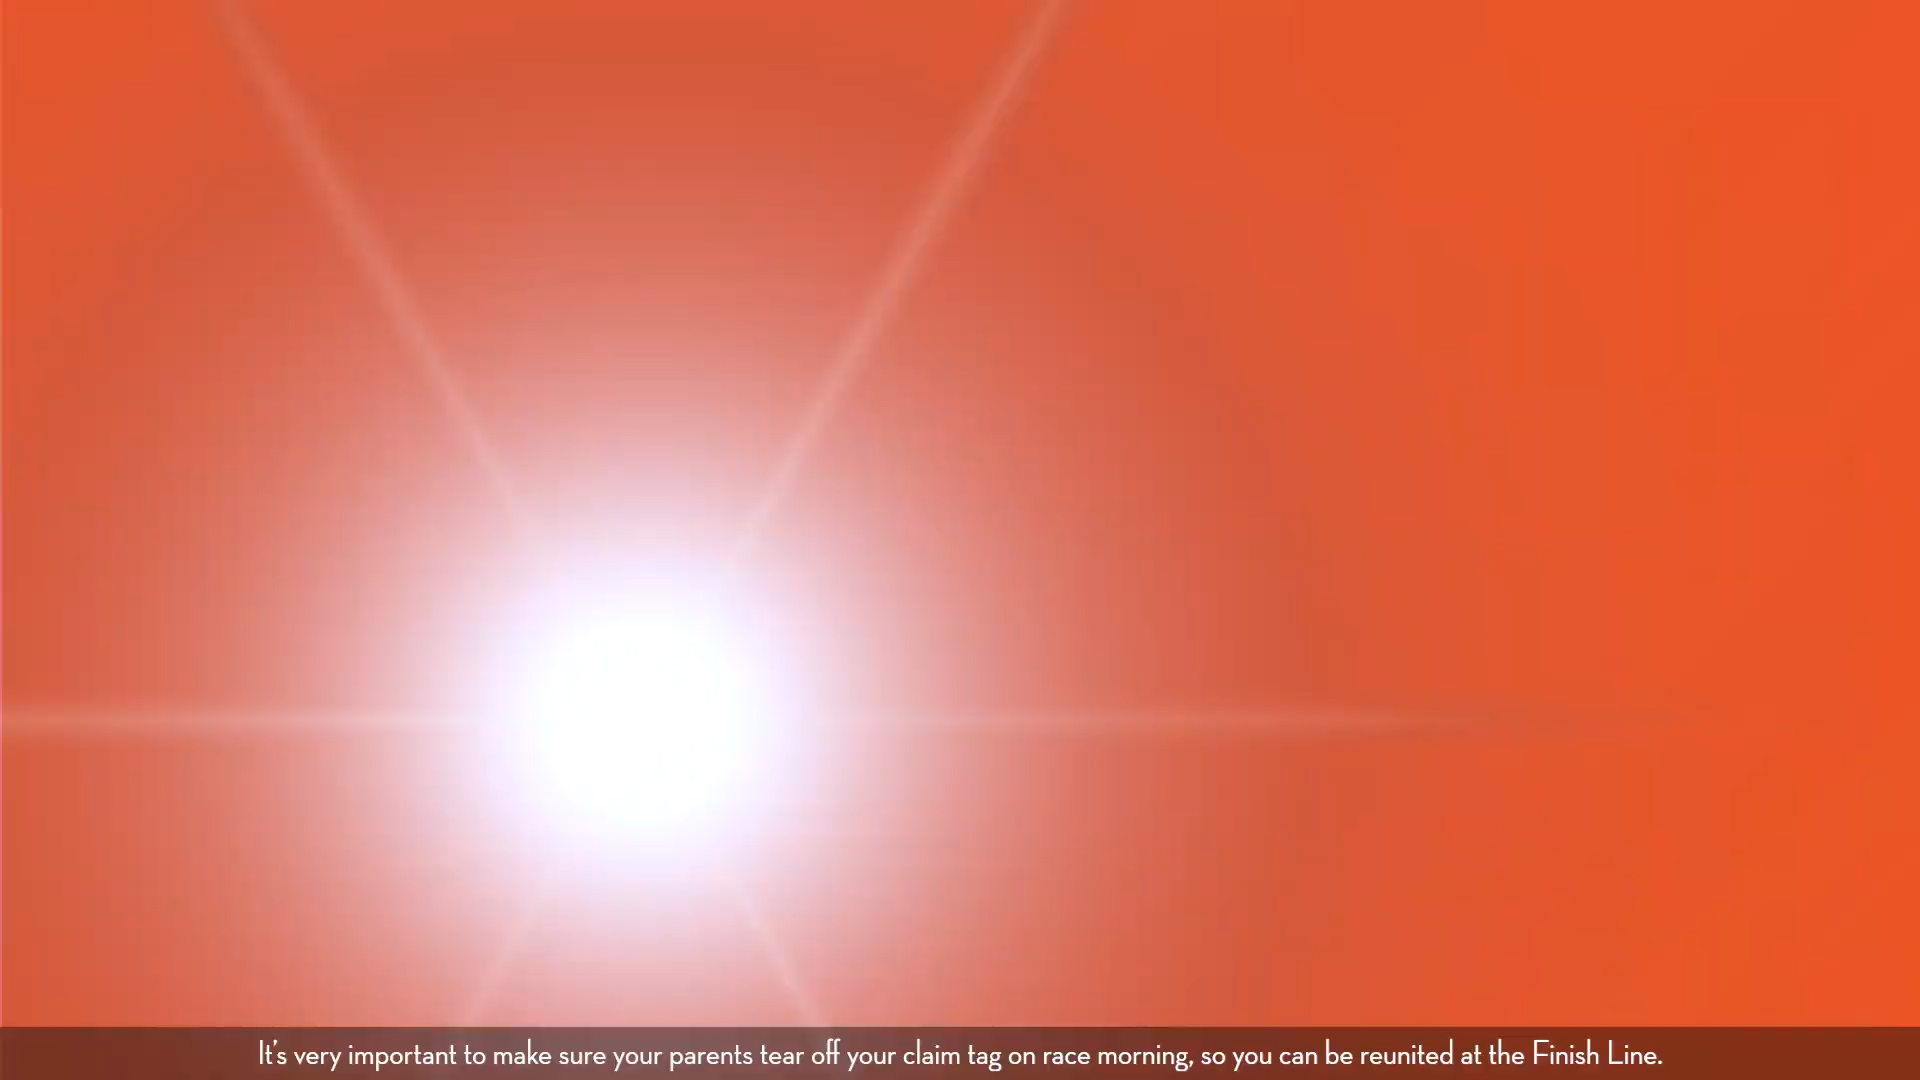 It's very important to make sure your parents tear off your claim tag on race morning, so you can be reunited at the Finish Line.